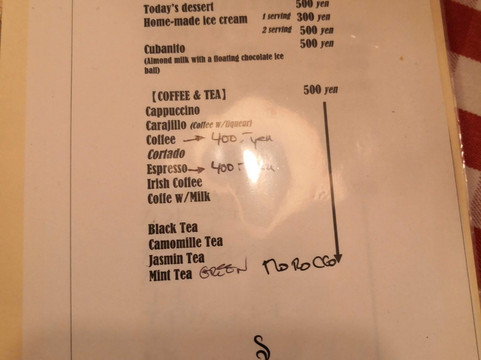 Today's dessert 500 yen
Home-made ice cream 1 serving 300 yen
2 serving 500 yen
Cubanito 500 yen
(Almond milk with a floating chocolate ice
ball)
【COFFEE & TEA】 500 yen
Cappuccino
Carajillo (Coffee w/liqueur)
Coffee → 400.- yen
Cortado
Espresso → 400.-
Irish Coffee
Coffe w/Milk
Black Tea
Camomille Tea
Jasmin Tea
Mint Tea GREEN MOROCCO